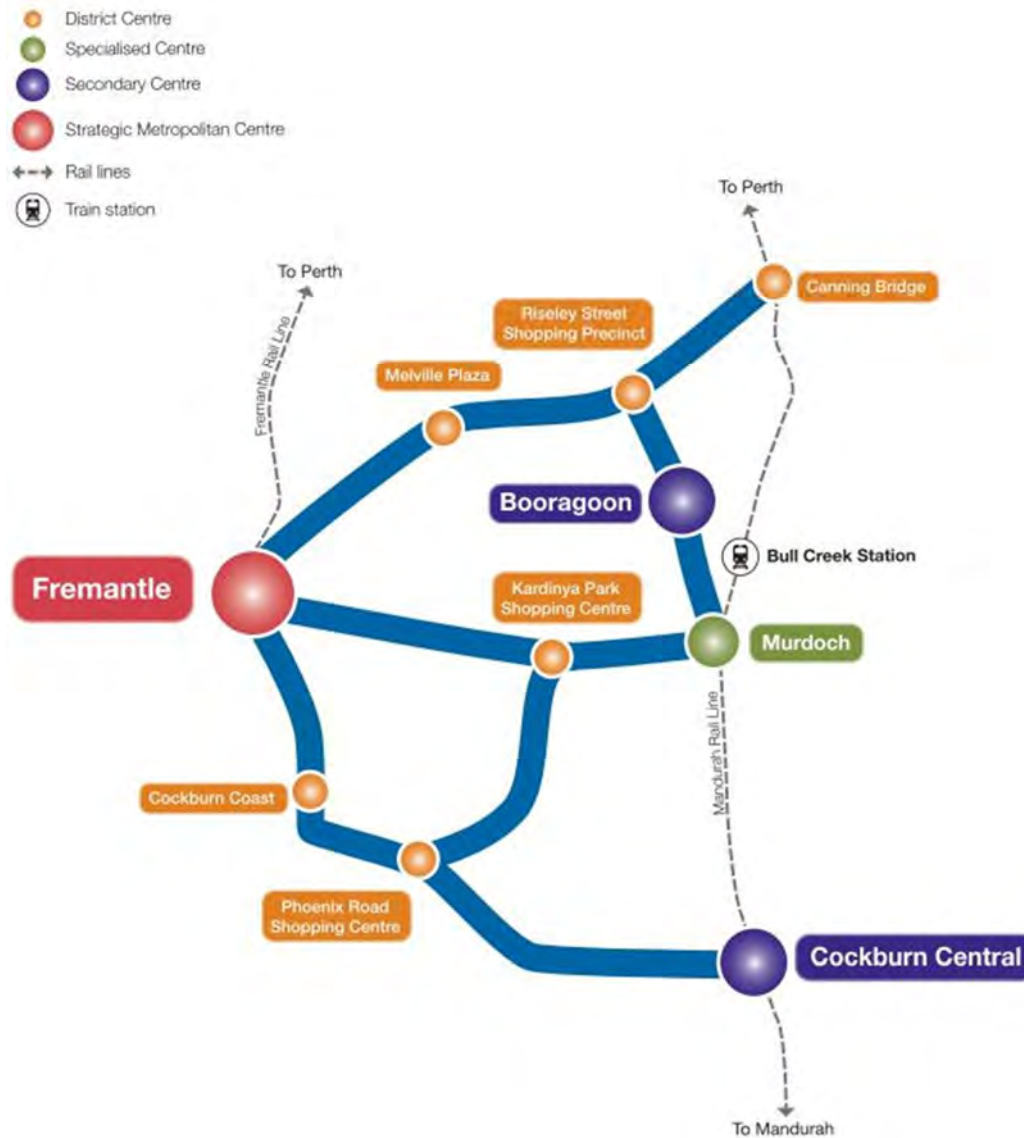 District Centre
Specialised Centre
Secondary Centre
Strategic Metropolitan Centre
Rail lines
Train station
To Perth
To Perth
Canning Bridge
Riseley Street
Shopping Precinct
Fremantle Rail Line
Melville Plaza
Booragoon
Bull Creek Station
Fremantle
Kardinya Park
Shopping Centre
Murdoch
Mandurah Rail Line
Cockburn Coast
Phoenix Road
Shopping Centre
Cockburn Central
To Mandurah